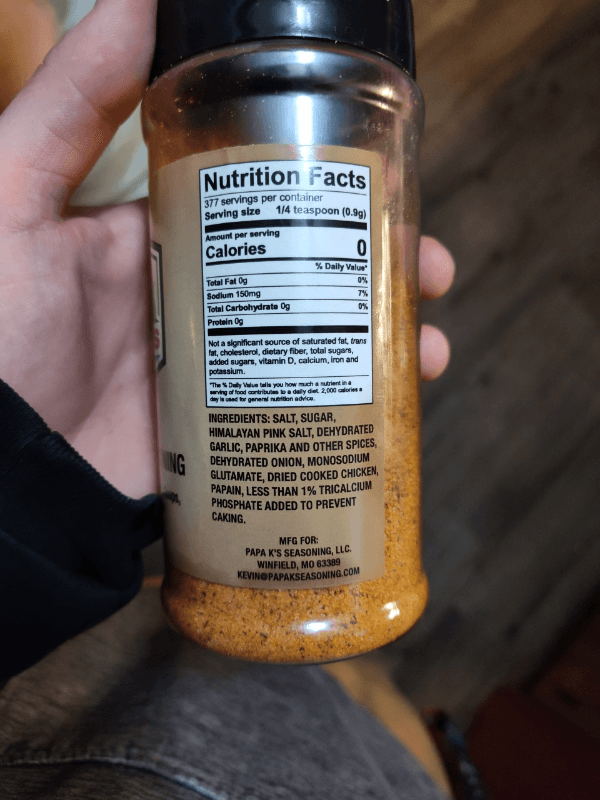 Nutrition Facts
377 servings per container
Serving size 1/4 teaspoon (0.9g)
Amount per serving
Calories 0
% Daily Value*
Total Fat 0g 0%
Sodium 150mg 7%
Total Carbohydrate 0g 0%
Protein 0g
Not a significant source of saturated fat, trans
fat, cholesterol, dietary fiber, total sugars,
added sugars, vitamin D, calcium, iron and
potassium.
*The % Daily Value tells you how much a nutrient in a
serving of food contributes to a daily diet. 2,000 calories a
day is used for general nutrition advice.
INGREDIENTS: SALT, SUGAR,
HIMALAYAN PINK SALT, DEHYDRATED
GARLIC, PAPRIKA AND OTHER SPICES,
DEHYDRATED ONION, MONOSODIUM
GLUTAMATE, DRIED COOKED CHICKEN,
PAPAIN, LESS THAN 1% TRICALCIUM
PHOSPHATE ADDED TO PREVENT
CAKING.
MFG FOR:
PAPA K'S SEASONING, LLC.
WINFIELD, MO 63389
KEVIN@PAPAKSEASONING.COM
NG